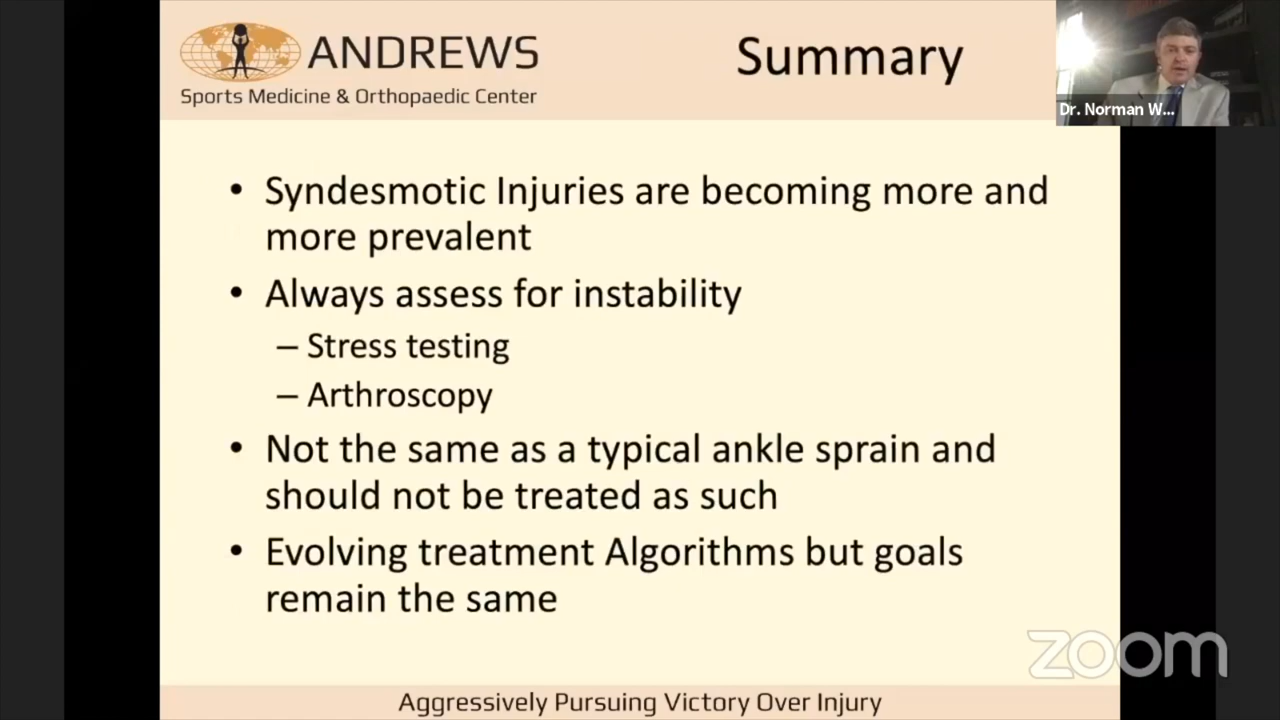 ANDREWS
Sports Medicine & Orthopaedic Center
Summary
Dr. Norman W...
• Syndesmotic Injuries are becoming more and
more prevalent
• Always assess for instability
– Stress testing
– Arthroscopy
• Not the same as a typical ankle sprain and
should not be treated as such
• Evolving treatment Algorithms but goals
remain the same
zoom
Aggressively Pursuing Victory Over Injury